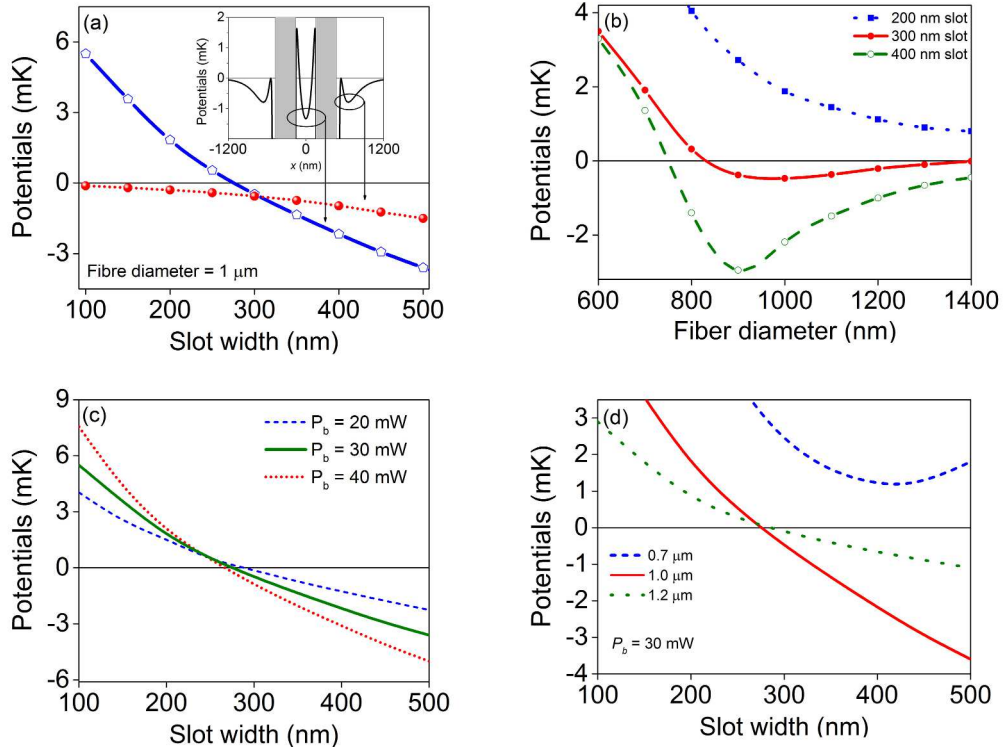 (a)
Potentials (mK)
6
3
0
-3
Potentials (mK)
2
1
0
-1
-1200
0
1200
x (nm)
Fibre diameter = 1 μm
100
200
300
400
500
Slot width (nm)
(b)
Potentials (mK)
4
2
0
-2
200 nm slot
300 nm slot
400 nm slot
600
800
1000
1200
1400
Fiber diameter (nm)
(c)
Potentials (mK)
9
6
3
0
-3
-6
P_b = 20 mW
P_b = 30 mW
P_b = 40 mW
100
200
300
400
500
Slot width (nm)
(d)
Potentials (mK)
3
2
1
0
-1
-2
-3
-4
0.7 μm
1.0 μm
1.2 μm
P_b = 30 mW
100
200
300
400
500
Slot width (nm)